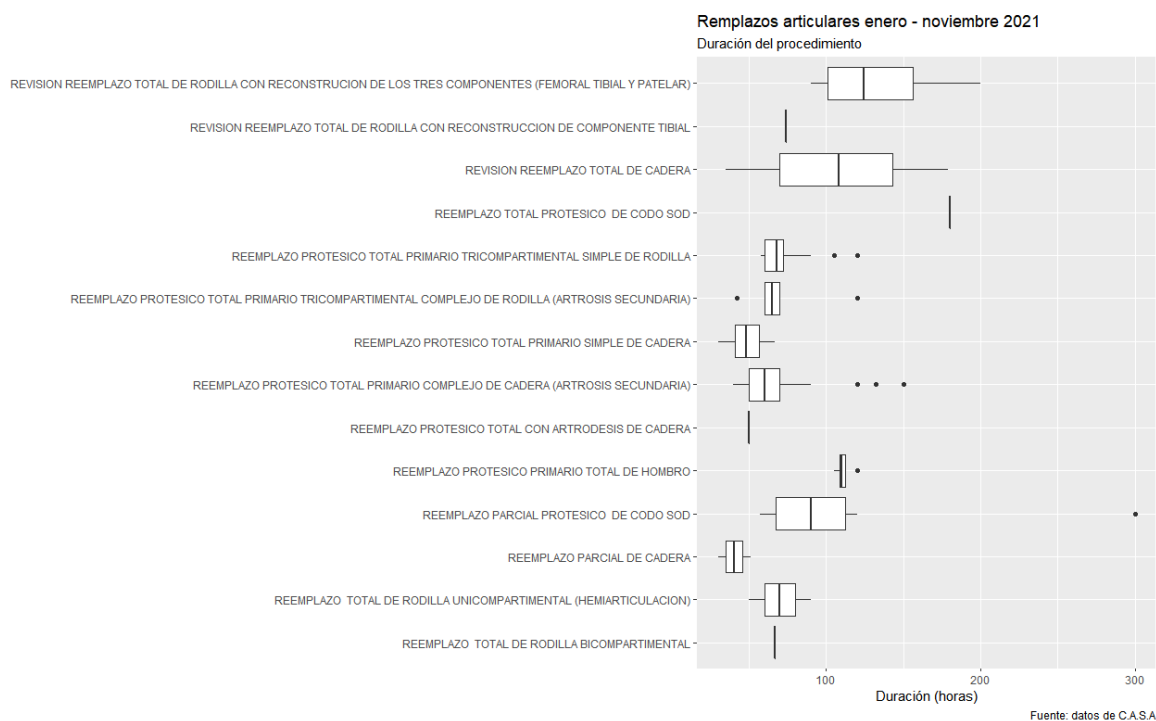 Remplazos articulares enero - noviembre 2021
Duración del procedimiento
REVISION REEMPLAZO TOTAL DE RODILLA CON RECONSTRUCION DE LOS TRES COMPONENTES (FEMORAL TIBIAL Y PATELAR)
REVISION REEMPLAZO TOTAL DE RODILLA CON RECONSTRUCCION DE COMPONENTE TIBIAL
REVISION REEMPLAZO TOTAL DE CADERA
REEMPLAZO TOTAL PROTESICO  DE CODO SOD
REEMPLAZO PROTESICO TOTAL PRIMARIO TRICOMPARTIMENTAL SIMPLE DE RODILLA
REEMPLAZO PROTESICO TOTAL PRIMARIO TRICOMPARTIMENTAL COMPLEJO DE RODILLA (ARTROSIS SECUNDARIA)
REEMPLAZO PROTESICO TOTAL PRIMARIO SIMPLE DE CADERA
REEMPLAZO PROTESICO TOTAL PRIMARIO COMPLEJO DE CADERA (ARTROSIS SECUNDARIA)
REEMPLAZO PROTESICO TOTAL CON ARTRODESIS DE CADERA
REEMPLAZO PROTESICO PRIMARIO TOTAL DE HOMBRO
REEMPLAZO PARCIAL PROTESICO  DE CODO SOD
REEMPLAZO PARCIAL DE CADERA
REEMPLAZO  TOTAL DE RODILLA UNICOMPARTIMENTAL (HEMIARTICULACION)
REEMPLAZO  TOTAL DE RODILLA BICOMPARTIMENTAL
100 200 300
Duración (horas)
Fuente: datos de C.A.S.A